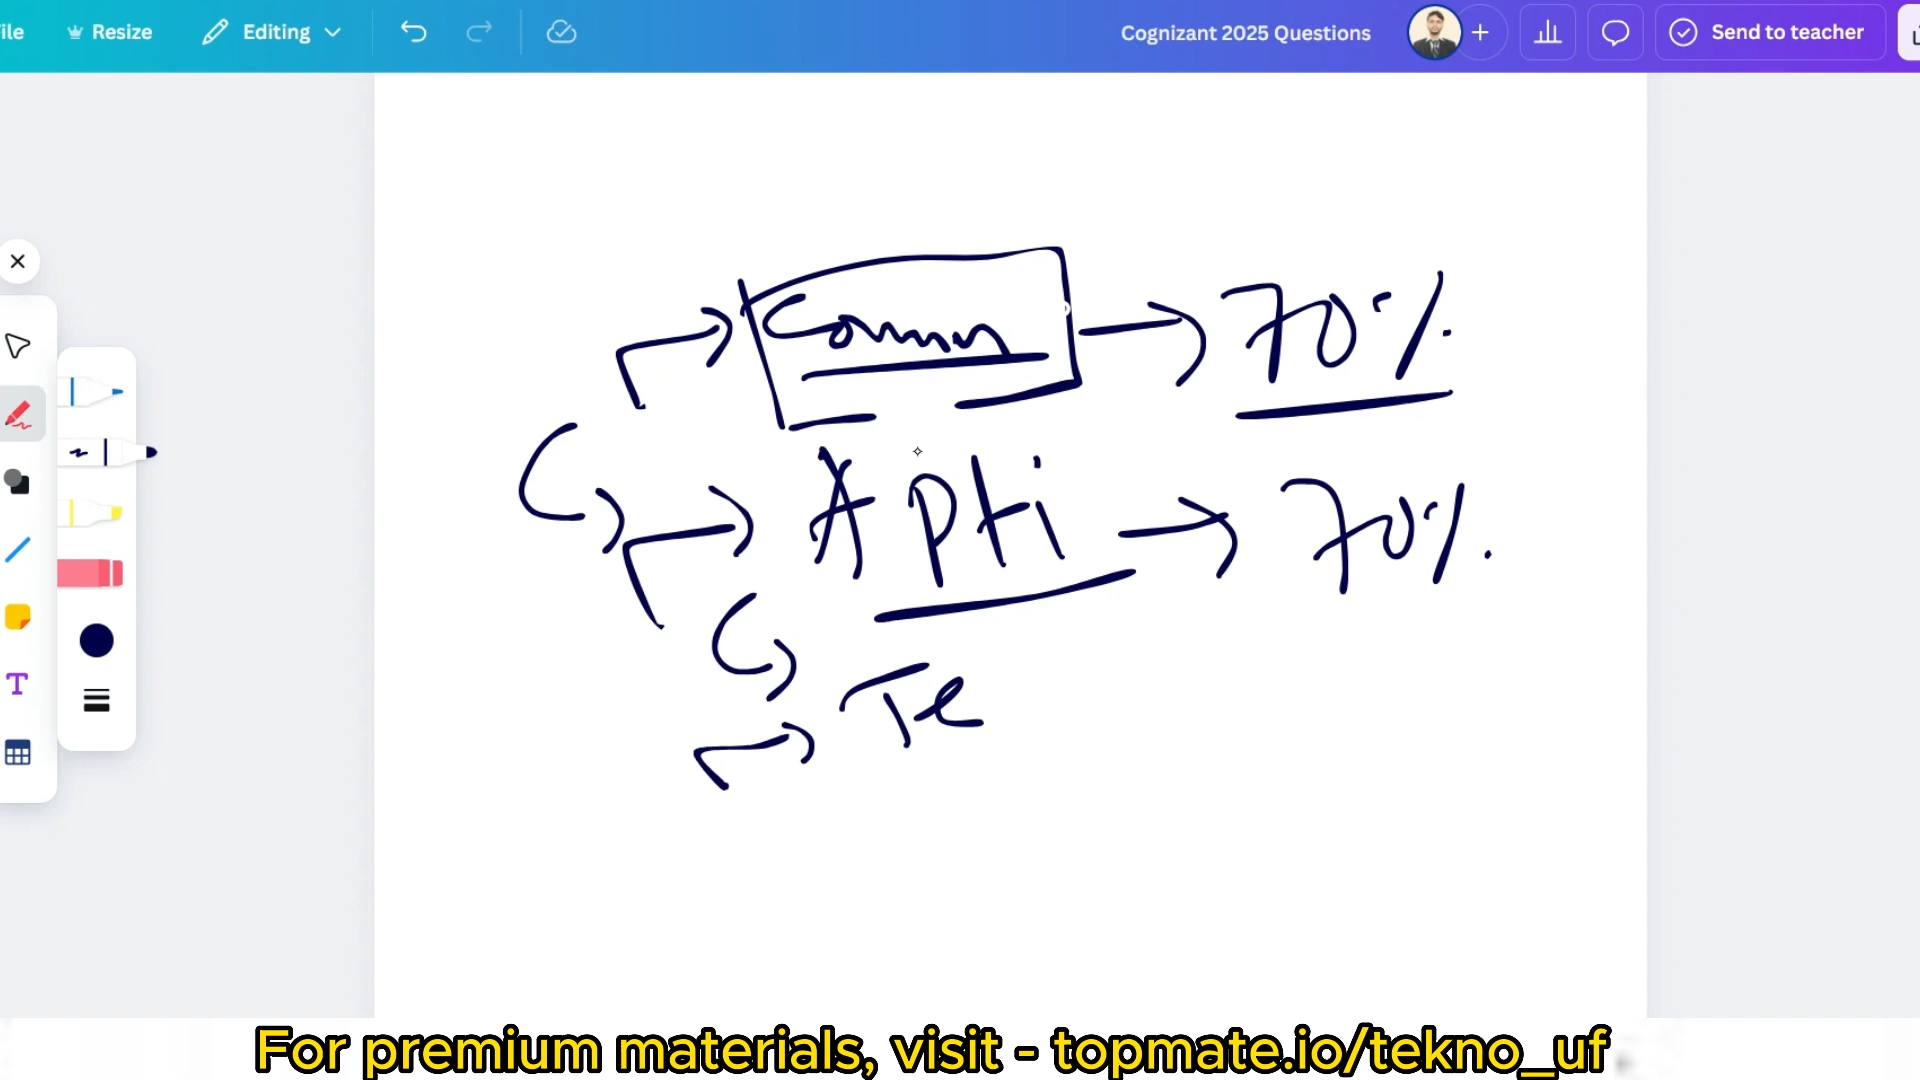 ile Resize Editing Cognizant 2025 Questions + Send to teacher
Comm → 70%.
Apti → 70%.
Te
T
For premium materials, visit - topmate.io/tekno_uf